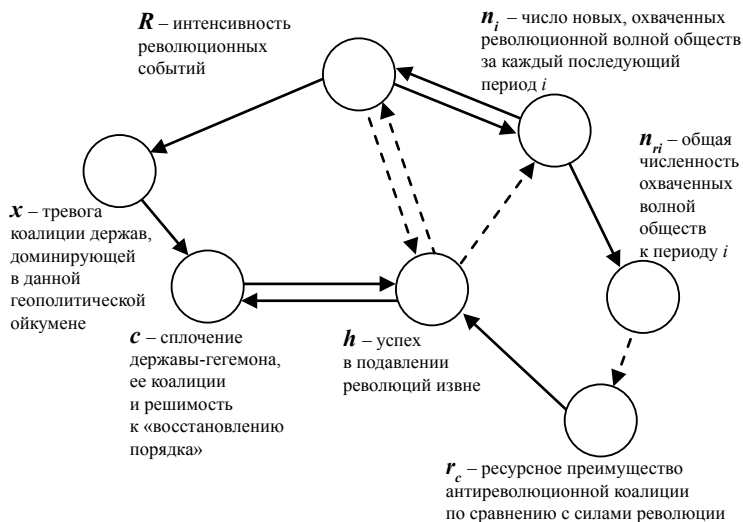 R – интенсивность
революционных
событий
n_i – число новых, охваченных
революционной волной обществ
за каждый последующий
период i
n_ri – общая
численность
охваченных
волной
обществ
к периоду i
x – тревога
коалиции держав,
доминирующей
в данной
геополитической
ойкумене
c – сплочение
державы-гегемона,
ее коалиции
и решимость
к «восстановлению
порядка»
h – успех
в подавлении
революций извне
r_c – ресурсное преимущество
антиреволюционной коалиции
по сравнению с силами революции